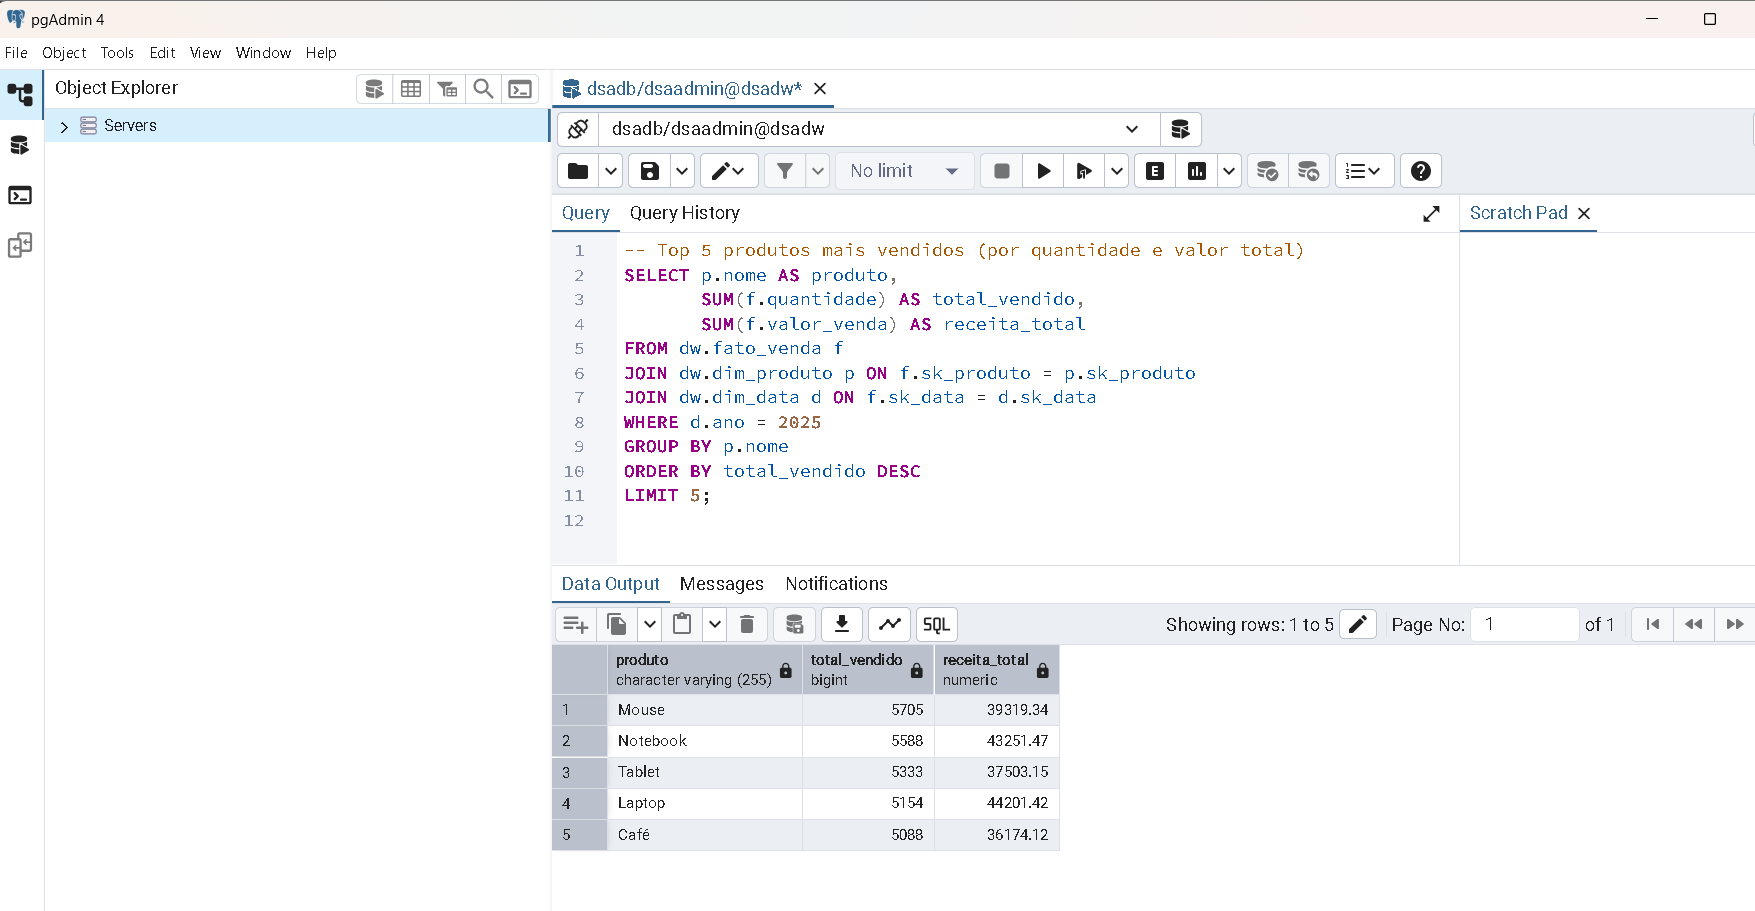 pgAdmin 4
File Object Tools Edit View Window Help
Object Explorer
Servers
dsadb/dsaadmin@dsadw*
dsadb/dsaadmin@dsadw
No limit
E
Query Query History
Scratch Pad
1 -- Top 5 produtos mais vendidos (por quantidade e valor total)
2 SELECT p.nome AS produto,
3 SUM(f.quantidade) AS total_vendido,
4 SUM(f.valor_venda) AS receita_total
5 FROM dw.fato_venda f
6 JOIN dw.dim_produto p ON f.sk_produto = p.sk_produto
7 JOIN dw.dim_data d ON f.sk_data = d.sk_data
8 WHERE d.ano = 2025
9 GROUP BY p.nome
10 ORDER BY total_vendido DESC
11 LIMIT 5;
12
Data Output Messages Notifications
SQL Showing rows: 1 to 5 Page No: 1 of 1
produto total_vendido receita_total
character varying (255) bigint numeric
1 Mouse 5705 39319.34
2 Notebook 5588 43251.47
3 Tablet 5333 37503.15
4 Laptop 5154 44201.42
5 Café 5088 36174.12